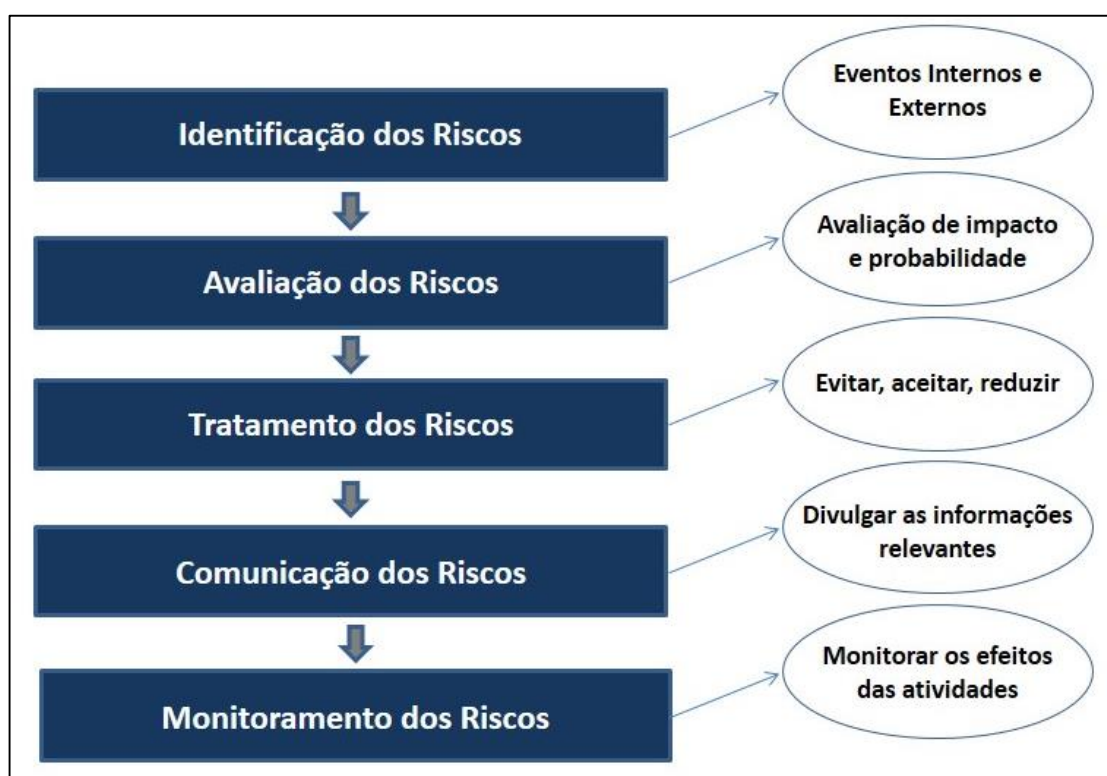 Identificação dos Riscos
Eventos Internos e
Externos
Avaliação dos Riscos
Avaliação de impacto
e probabilidade
Tratamento dos Riscos
Evitar, aceitar, reduzir
Comunicação dos Riscos
Divulgar as informações
relevantes
Monitoramento dos Riscos
Monitorar os efeitos
das atividades